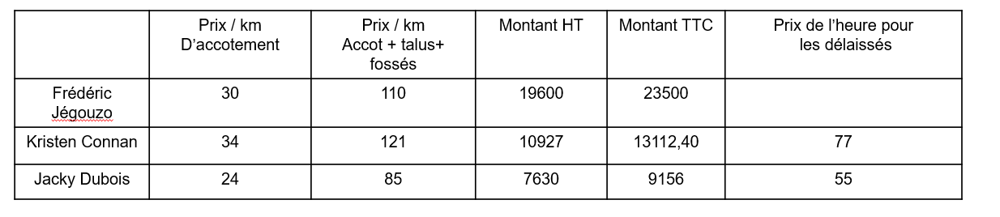 Prix / km
D'accotement
Prix / km
Accot + talus+
fossés
Montant HT
Montant TTC
Prix de l'heure pour
les délaissés
Frédéric
Jégouzo
30
110
19600
23500
Kristen Connan
34
121
10927
13112,40
77
Jacky Dubois
24
85
7630
9156
55